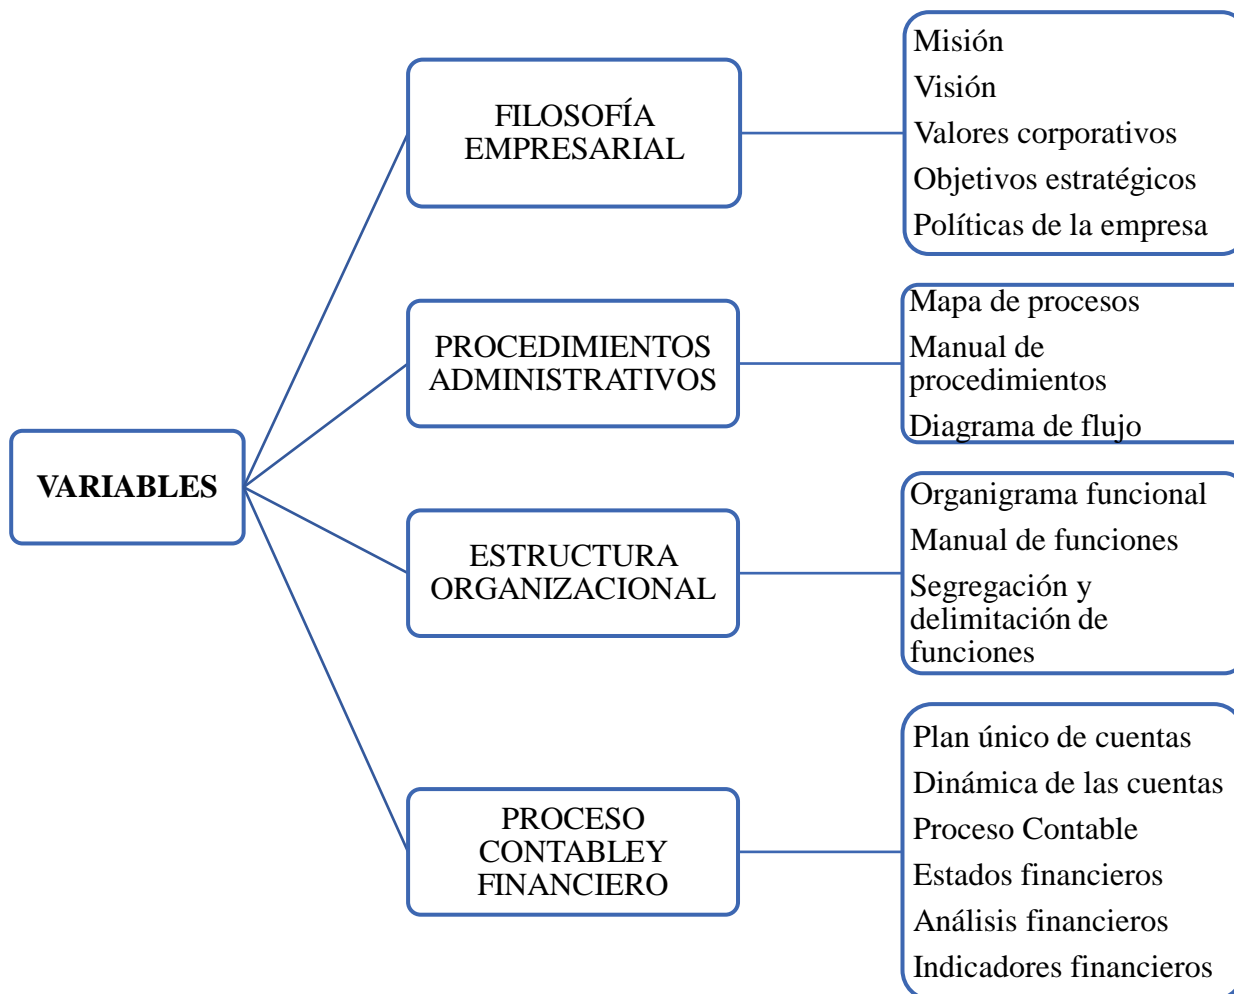 VARIABLES
FILOSOFÍA
EMPRESARIAL
Misión
Visión
Valores corporativos
Objetivos estratégicos
Políticas de la empresa
PROCEDIMIENTOS
ADMINISTRATIVOS
Mapa de procesos
Manual de
procedimientos
Diagrama de flujo
ESTRUCTURA
ORGANIZACIONAL
Organigrama funcional
Manual de funciones
Segregación y
delimitación de
funciones
PROCESO
CONTABLEY
FINANCIERO
Plan único de cuentas
Dinámica de las cuentas
Proceso Contable
Estados financieros
Análisis financieros
Indicadores financieros